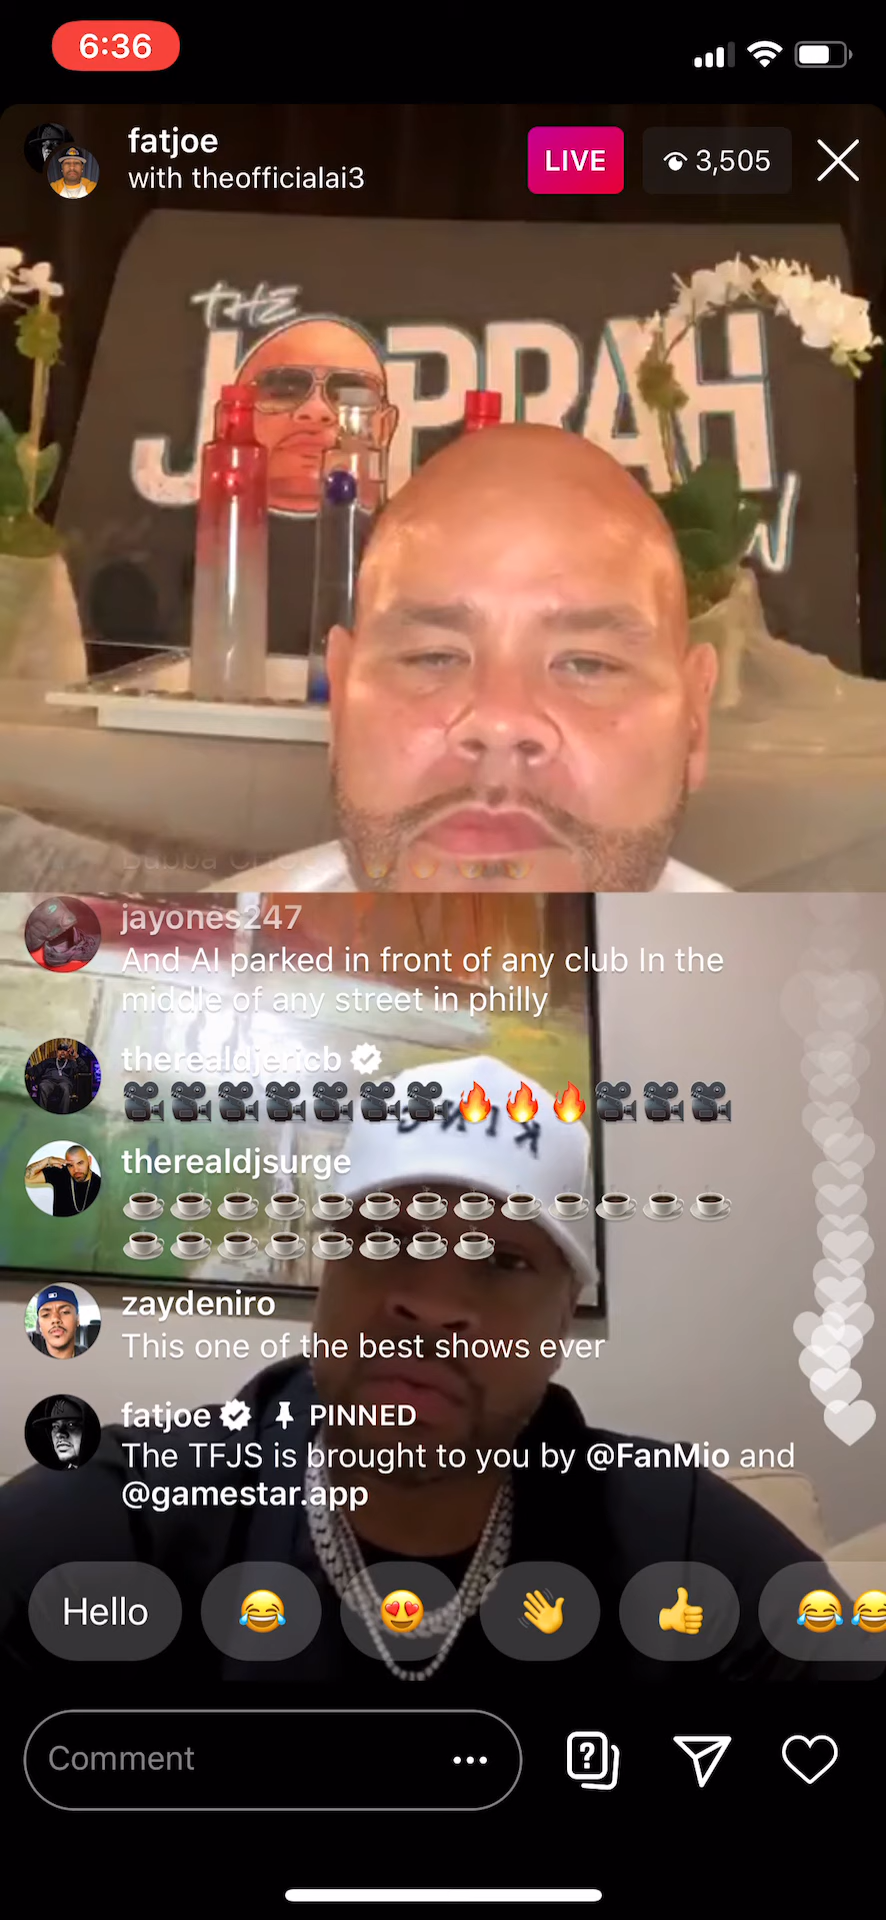 6:36
fatjoe
with theofficialai3
LIVE
3,505
THE
JOPRAH
jayones247
And AI parked in front of any club In the
middle of any street in philly
therealdjericb
🎥🎥🎥🎥🎥🎥🎥🔥🔥🔥🎥🎥🎥
therealdjsurge
☕☕☕☕☕☕☕☕☕☕☕☕☕
☕☕☕☕☕☕☕☕
zaydeniro
This one of the best shows ever
fatjoe PINNED
The TFJS is brought to you by @FanMio and
@gamestar.app
Hello 😂 😍 👋 👍 😂😂
Comment